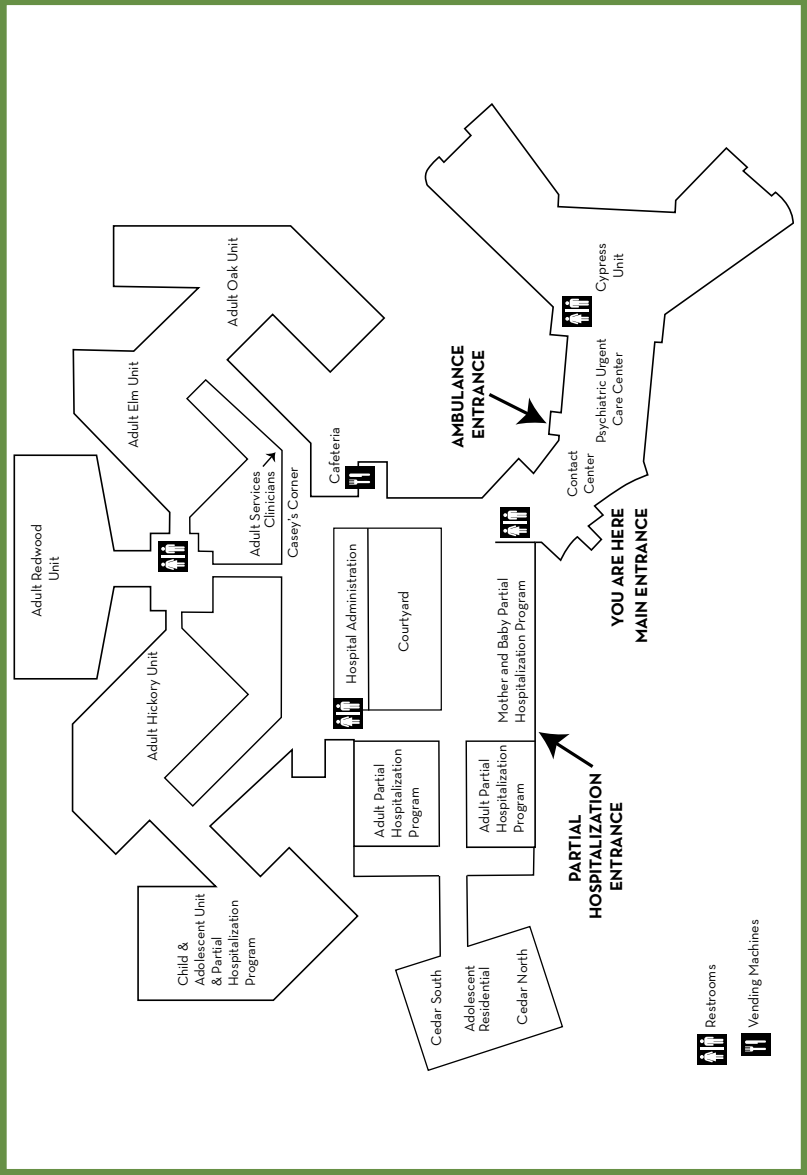 Adult Redwood
Unit
Adult Hickory Unit
Adult Elm Unit
Adult Oak Unit
Adult Services
Clinicians
Casey's Corner
Cafeteria
Child &
Adolescent Unit
& Partial
Hospitalization
Program
Hospital Administration
Courtyard
Adult Partial
Hospitalization
Program
Adult Partial
Hospitalization
Program
Mother and Baby Partial
Hospitalization Program
Cedar South
Adolescent
Residential
Cedar North
AMBULANCE
ENTRANCE
Contact
Center
Psychiatric Urgent
Care Center
Cypress
Unit
YOU ARE HERE
MAIN ENTRANCE
PARTIAL
HOSPITALIZATION
ENTRANCE
Restrooms
Vending Machines